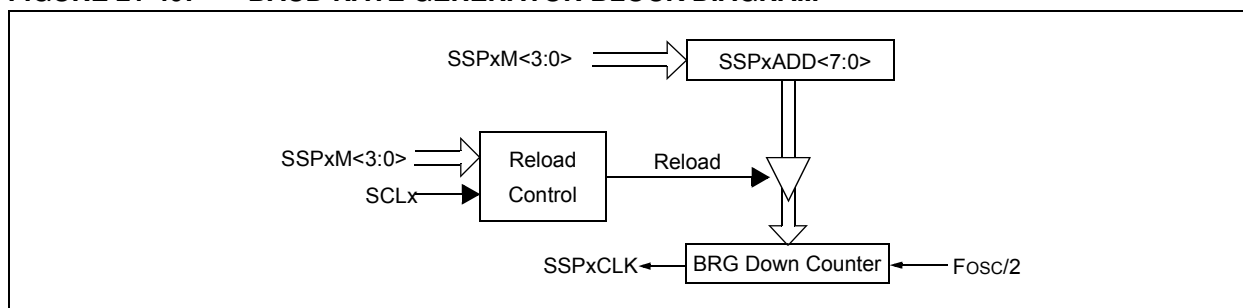 SSPxM<3:0>
SSPxADD<7:0>
SSPxM<3:0>
SCLx
Reload
Control
Reload
SSPxCLK
BRG Down Counter
FOSC/2